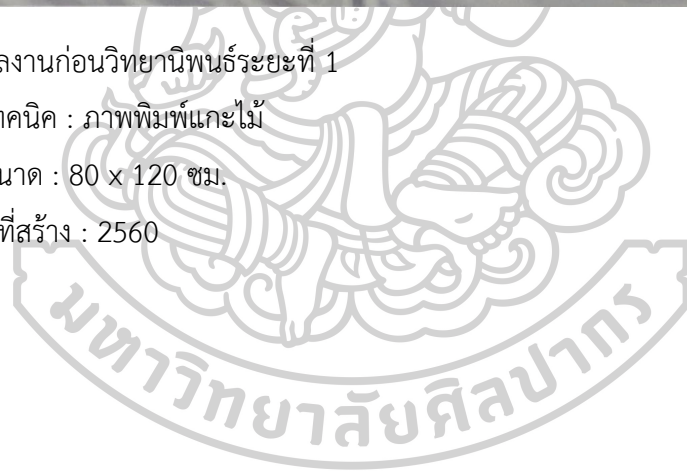 ลงานก่อนวิทยานิพนธ์ระยะที่ 1
ทคนิค : ภาพพิมพ์แกะไม้
นาด : 80 x 120 ซม.
ที่สร้าง : 2560
มหาวิทยาลัยศิลปากร